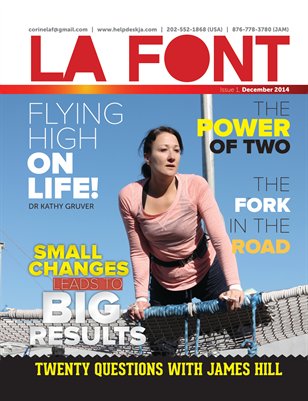 corinelaf@gmail.com | www.helpdeskja.com | 202-552-1868 (USA) | 876-778-3780 (JAM)
LA FONT
Issue 1, December 2014
FLYING
HIGH
ON
LIFE!
DR KATHY GRUVER
THE
POWER
OF TWO
THE
FORK
IN THE
ROAD
SMALL
CHANGES
LEADS TO
BIG
RESULTS
TWENTY QUESTIONS WITH JAMES HILL